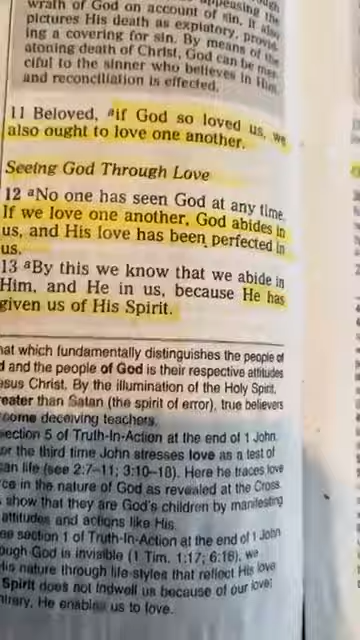 appeasing the
wrath of God on account of sin. It also
pictures His death as expiatory, provid-
ing a covering for sin. By means of the
atoning death of Christ, God can be mer-
ciful to the sinner who believes in Him,
and reconciliation is effected.
11 Beloved, aif God so loved us, we
also ought to love one another.
Seeing God Through Love
12 aNo one has seen God at any time.
If we love one another, God abides in
us, and His love has been perfected in
us.
13 aBy this we know that we abide in
Him, and He in us, because He has
given us of His Spirit.
hat which fundamentally distinguishes the people of
d and the people of God is their respective attitudes
esus Christ. By the illumination of the Holy Spirit,
reater than Satan (the spirit of error), true believers
come deceiving teachers.
section 5 of Truth-In-Action at the end of 1 John.
or the third time John stresses love as a test of
an life (see 2:7–11; 3:10–18). Here he traces love
ce in the nature of God as revealed at the Cross.
show that they are God's children by manifesting
attitudes and actions like His.
ee section 1 of Truth-In-Action at the end of 1 John
ough God is invisible (1 Tim. 1:17; 6:16), we
His nature through life-styles that reflect His love
Spirit does not indwell us because of our love;
ntrary, He enables us to love.